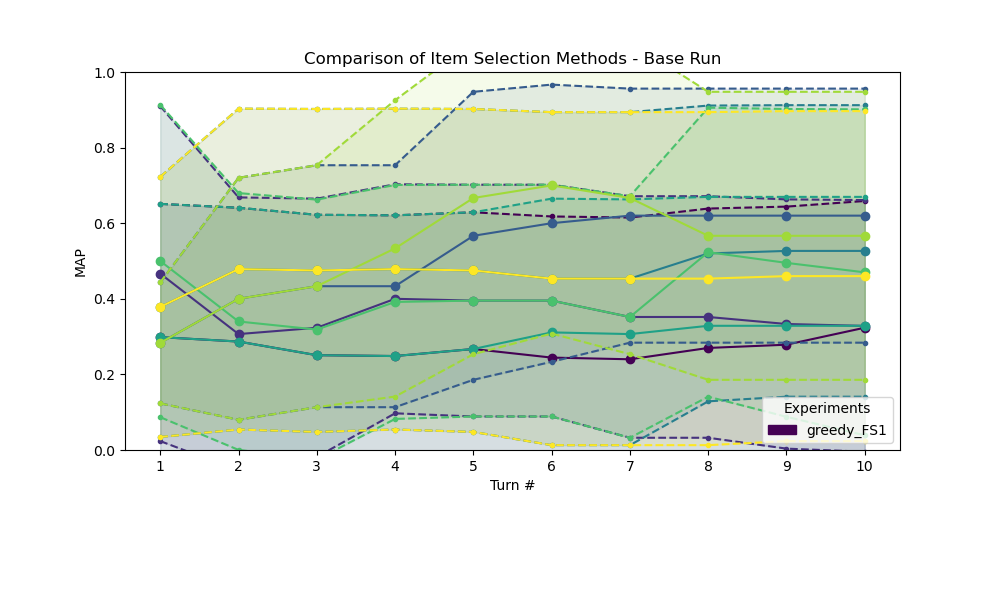 Comparison of Item Selection Methods - Base Run
1.0
0.8
0.6
0.4
0.2
0.0
MAP
1 2 3 4 5 6 7 8 9 10
Turn #
Experiments
greedy_FS1